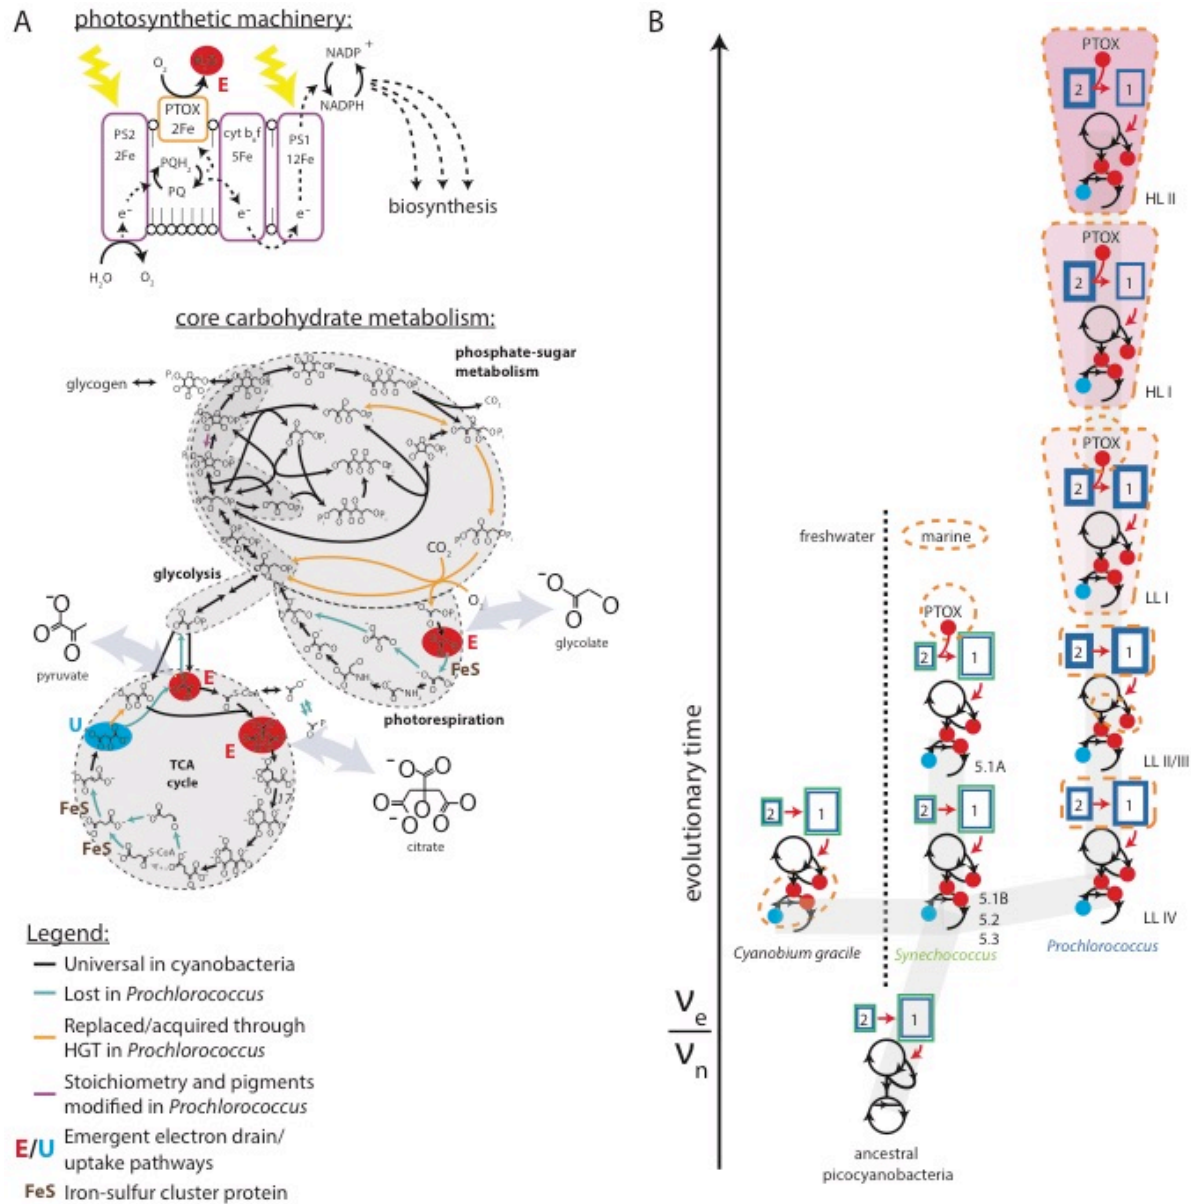 A
photosynthetic machinery:
O2
H2O
E
NADP+
NADPH
PTOX
2Fe
PS2
2Fe
PQH2
PQ
cyt b6f
5Fe
PS1
12Fe
e-
e-
e-
H2O
O2
biosynthesis
core carbohydrate metabolism:
phosphate-sugar
metabolism
glycogen
CO2
CO2
O2
glycolysis
pyruvate
E
FeS
glycolate
photorespiration
E
S-CoA
U
E
TCA
cycle
FeS
FeS
S-CoA
citrate
Legend:
Universal in cyanobacteria
Lost in Prochlorococcus
Replaced/acquired through
HGT in Prochlorococcus
Stoichiometry and pigments
modified in Prochlorococcus
E/U Emergent electron drain/
uptake pathways
FeS Iron-sulfur cluster protein
B
evolutionary time
νe
νn
PTOX
2 1
HL II
PTOX
2 1
HL I
PTOX
2 1
LL I
freshwater marine
PTOX
2 1
5.1A
2 1
LL II/III
2 1
2 1
5.1B
5.2
5.3
2 1
LL IV
Cyanobium gracile
Synechococcus
Prochlorococcus
2 1
ancestral
picocyanobacteria